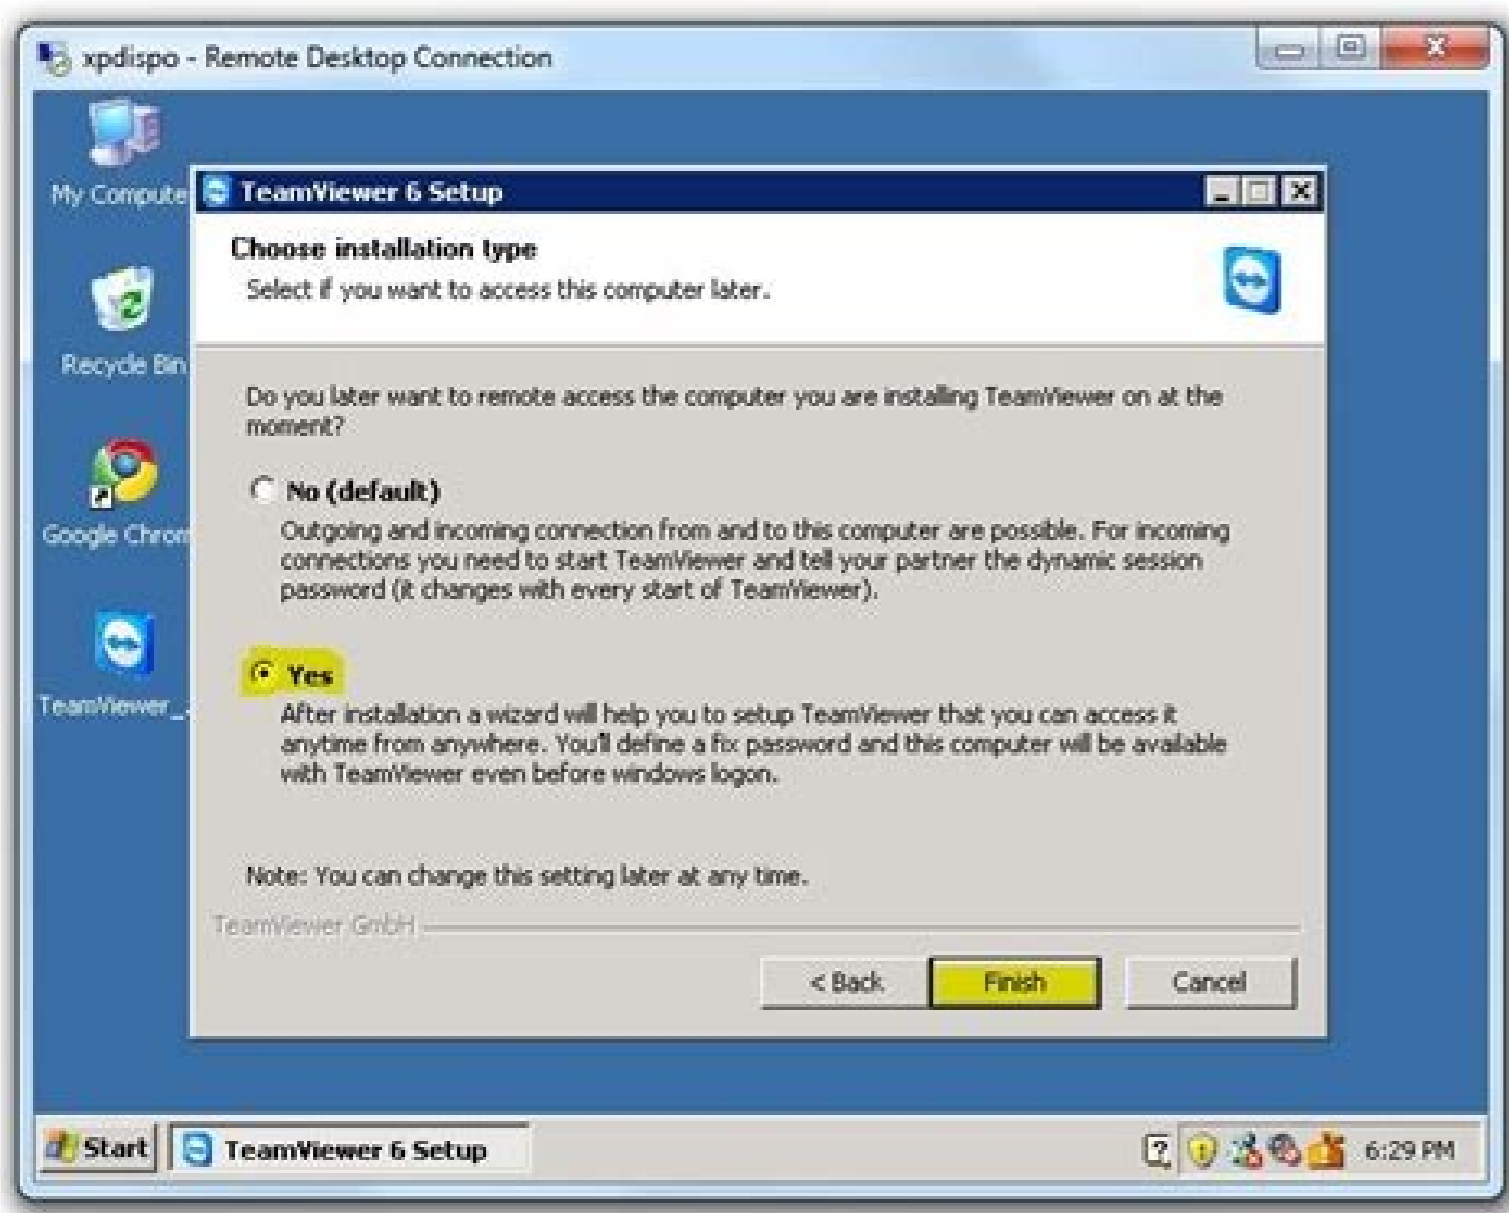 xpdispo - Remote Desktop Connection
My Compute
TeamViewer 6 Setup
Choose installation type
Select if you want to access this computer later.
Recycle Bin
Do you later want to remote access the computer you are installing TeamViewer on at the
moment?
No (default)
Outgoing and incoming connection from and to this computer are possible. For incoming
connections you need to start TeamViewer and tell your partner the dynamic session
password (it changes with every start of TeamViewer).
Google Chrom
Yes
After installation a wizard will help you to setup TeamViewer that you can access it
anytime from anywhere. You'll define a fix password and this computer will be available
with TeamViewer even before windows logon.
TeamViewer_.
Note: You can change this setting later at any time.
TeamViewer GmbH
< Back
Finish
Cancel
Start
TeamViewer 6 Setup
?
6:29 PM